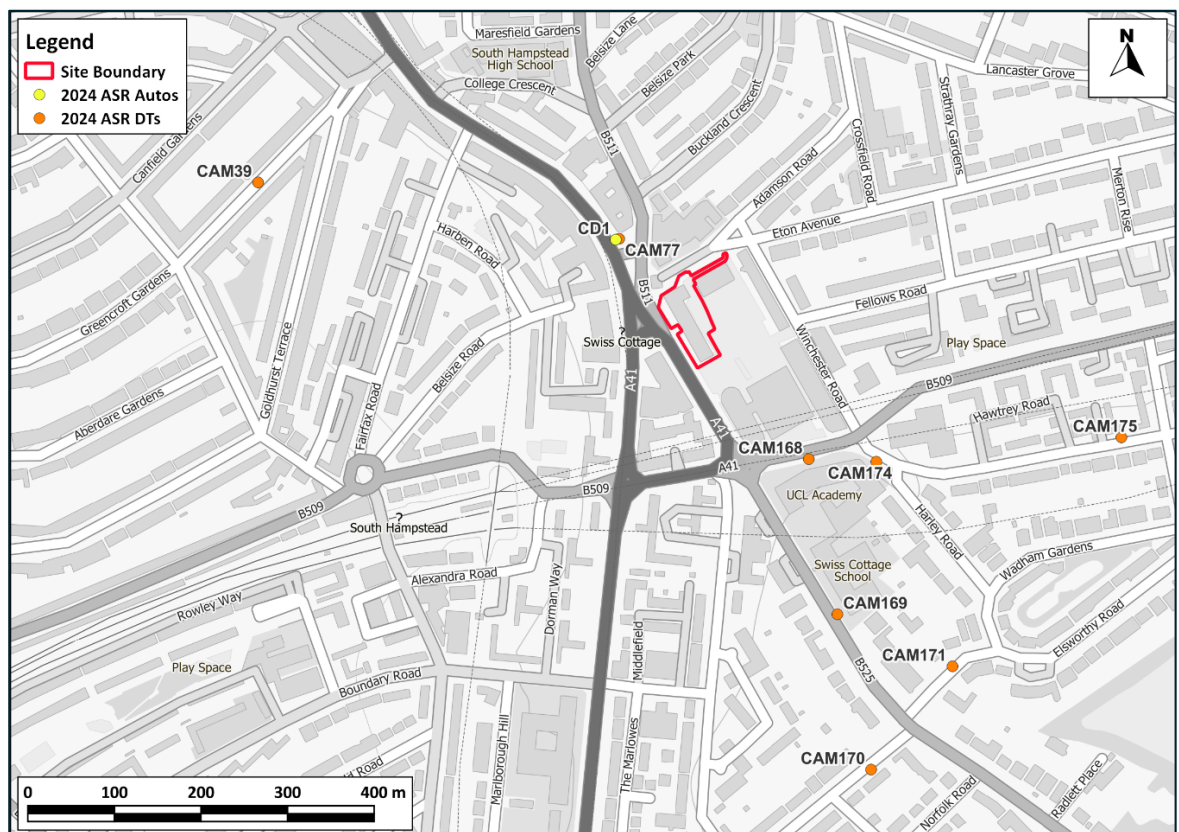 Legend
Site Boundary
2024 ASR Autos
2024 ASR DTs
N
Maresfield Gardens
South Hampstead
High School
College Crescent
Belsize Lane
Belsize Park
Buckland Crescent
B511
Lancaster Grove
Strathray Gardens
Crossfield Road
Adamson Road
Merton Rise
Eton Avenue
Canfield Gardens
CAM39
CD1
CAM77
Harben Road
B511
Fellows Road
Greencroft Gardens
Goldhurst Terrace
Winchester Road
?
Swiss Cottage
Play Space
Belsize Road
A41
B509
Aberdare Gardens
Fairfax Road
A41
Hawtrey Road
CAM175
CAM168
CAM174
A41
B509
UCL Academy
B509
?
South Hampstead
Harley Road
Wadham Gardens
Swiss Cottage
School
Alexandra Road
Dorman Way
Rowley Way
CAM169
Elsworthy Road
CAM171
Play Space
Middlefield
B525
Boundary Road
Marlborough Hill
The Marlowes
CAM170
Norfolk Road
Radlett Place
Road
0 100 200 300 400 m